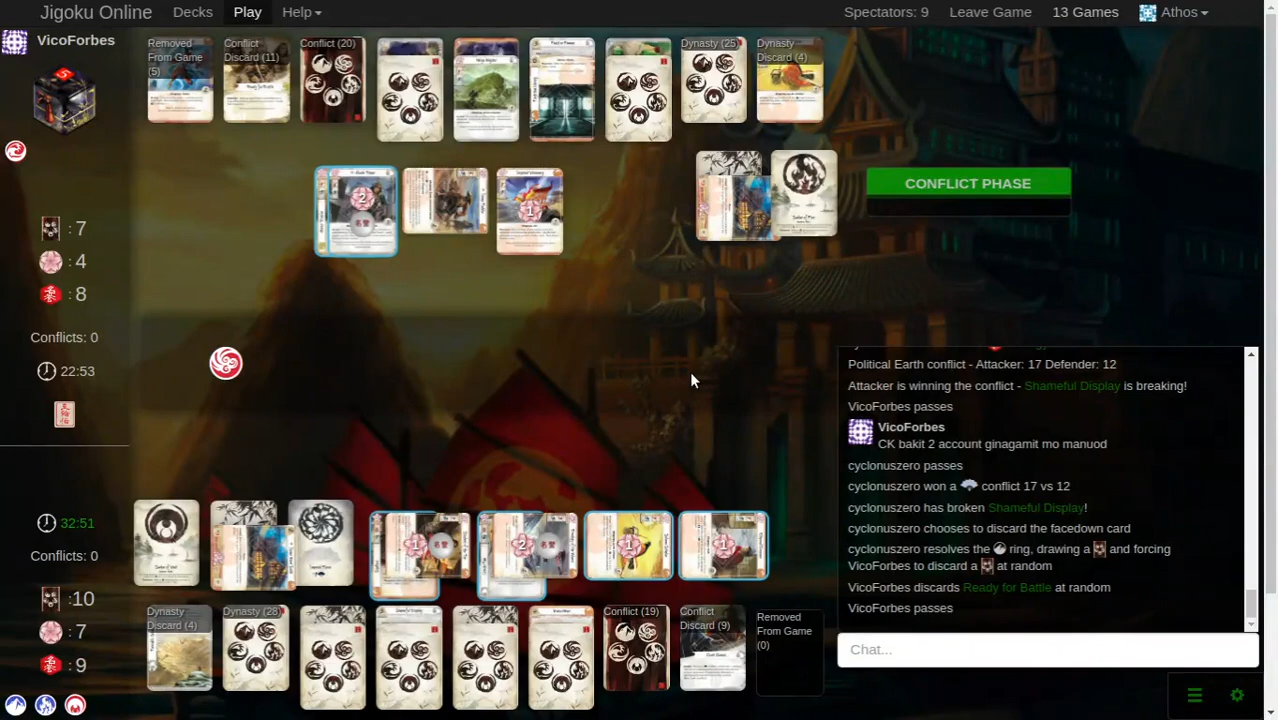 Jigoku Online
Decks
Play
Help
Spectators: 9
Leave Game
13 Games
Athos
VicoForbes
Removed From Game (5)
Conflict Discard (11)
Conflict (20)
Dynasty (25)
Dynasty Discard (4)
CONFLICT PHASE
: 7
: 4
: 8
Conflicts: 0
22:53
32:51
Conflicts: 0
: 10
: 7
: 9
Dynasty Discard (4)
Dynasty (28)
Conflict (19)
Conflict Discard (9)
Removed From Game (0)
Political Earth conflict - Attacker: 17 Defender: 12
Attacker is winning the conflict - Shameful Display is breaking!
VicoForbes passes
VicoForbes
CK bakit 2 account ginagamit mo manuod
cyclonuszero passes
cyclonuszero won a conflict 17 vs 12
cyclonuszero has broken Shameful Display!
cyclonuszero chooses to discard the facedown card
cyclonuszero resolves the ring, drawing a and forcing
VicoForbes to discard a at random
VicoForbes discards Ready for Battle at random
VicoForbes passes
Chat...